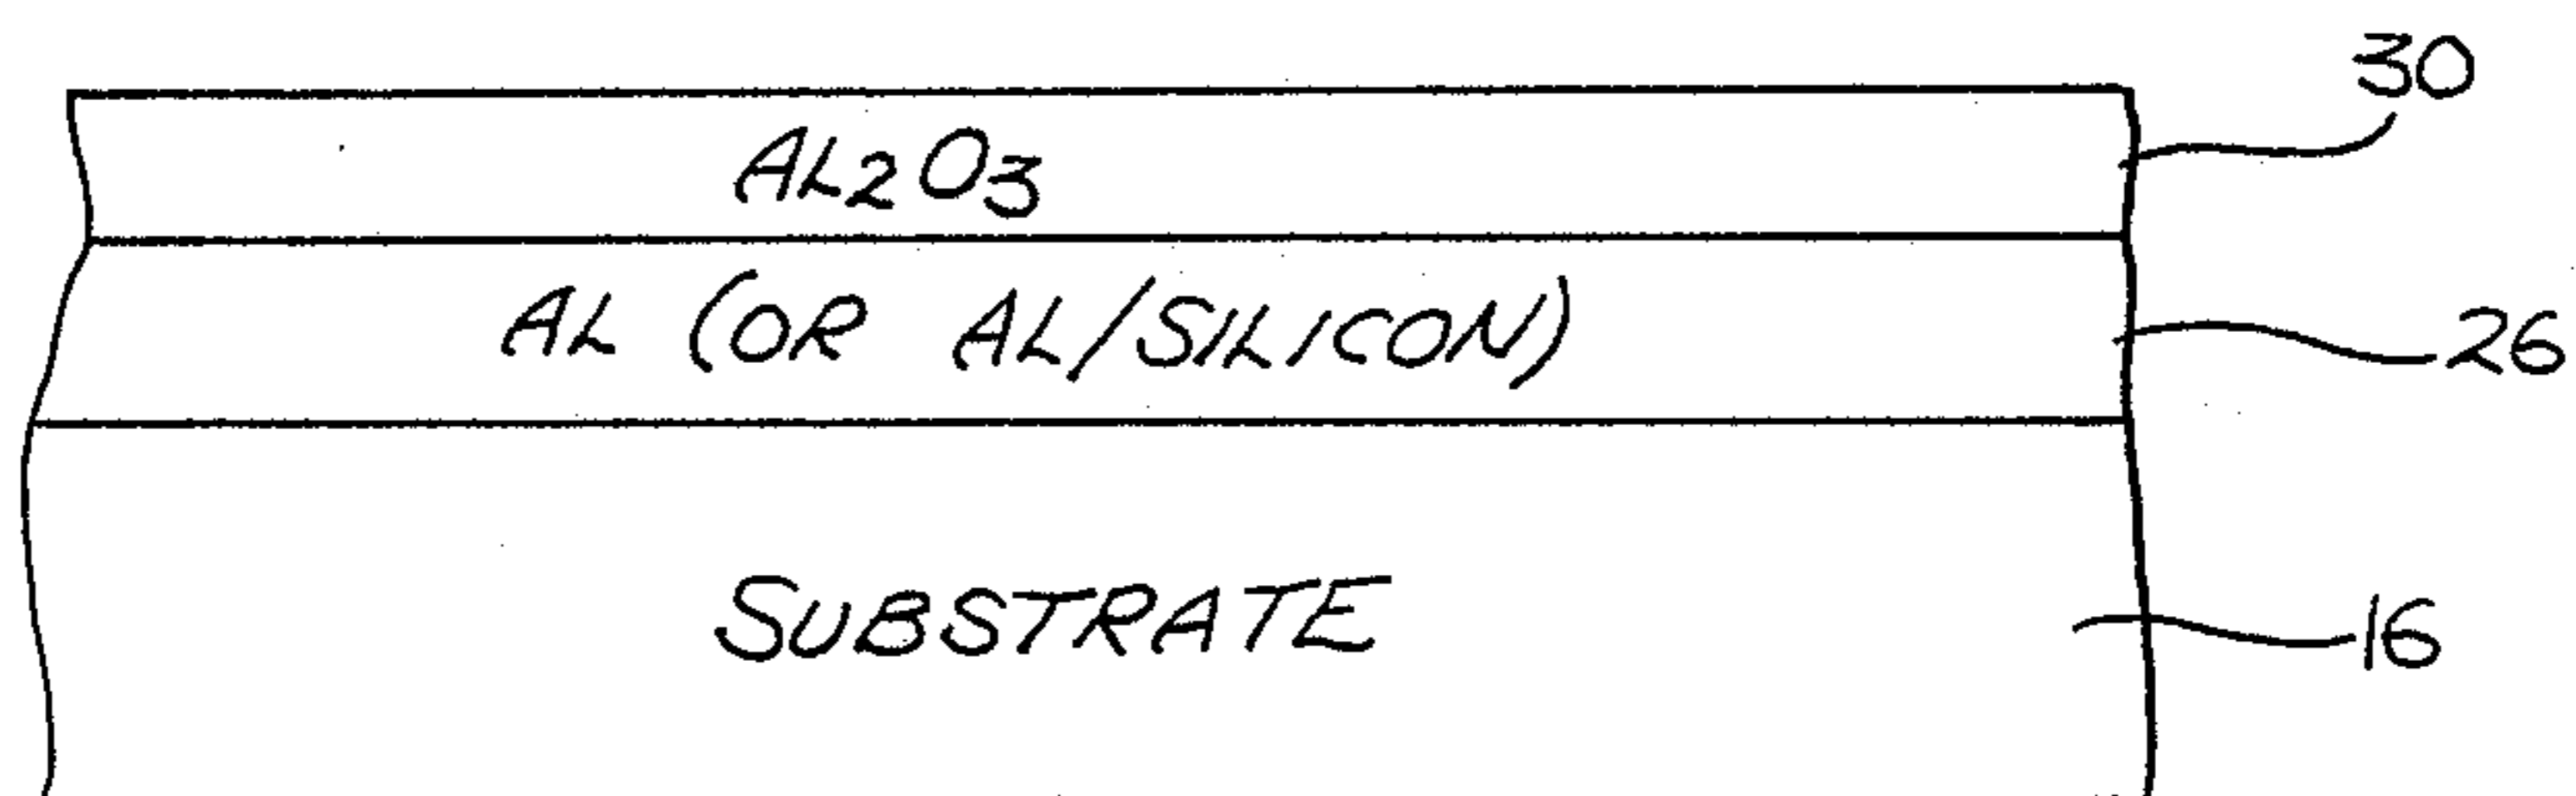 30
AL2O3
AL (OR AL/SILICON)
26
SUBSTRATE
16